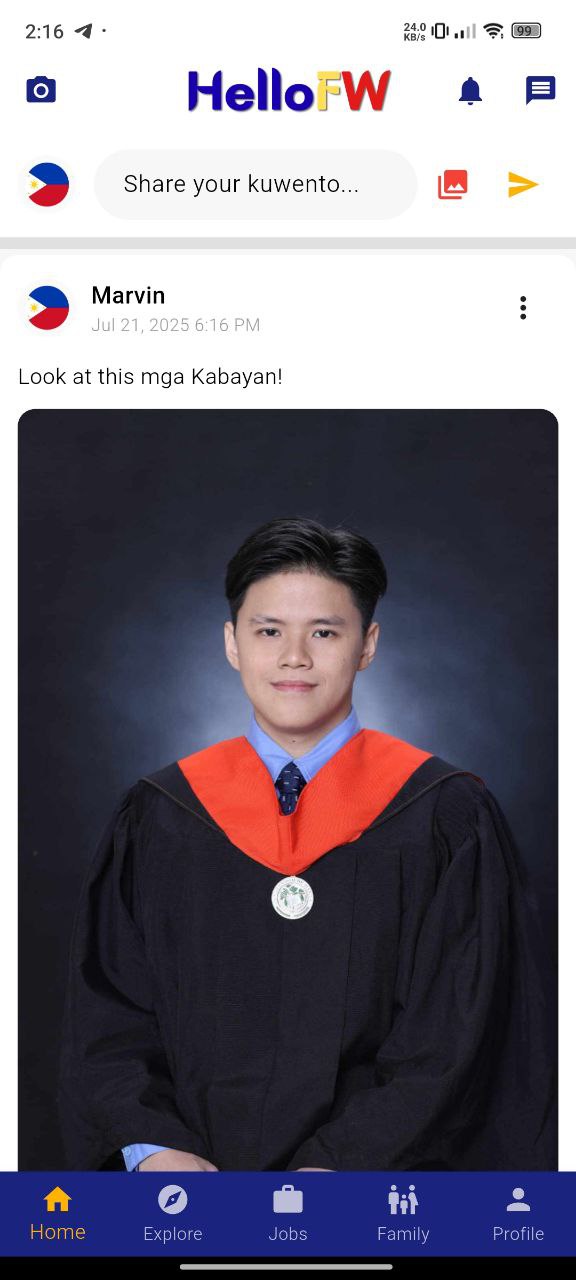 2:16
24.0
KB/s
99
HelloFW
Share your kuwento...
Marvin
Jul 21, 2025 6:16 PM
Look at this mga Kabayan!
Home
Explore
Jobs
Family
Profile